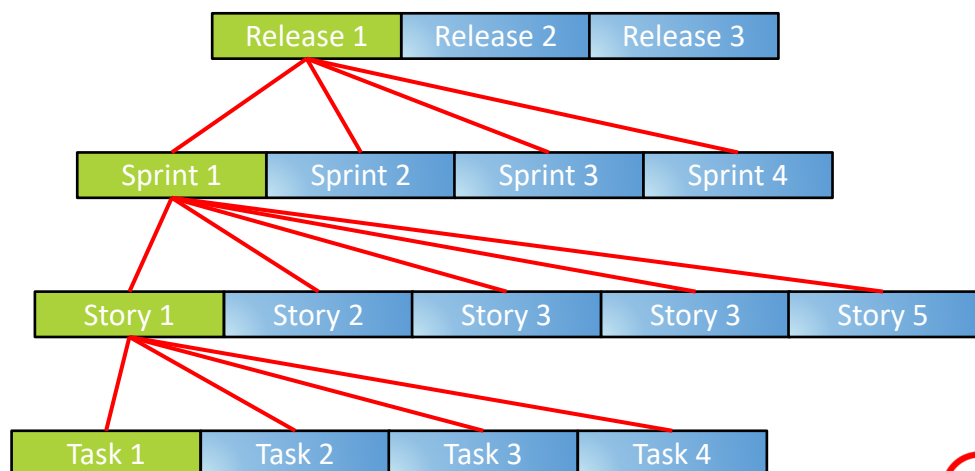 Release 1 Release 2 Release 3
Sprint 1 Sprint 2 Sprint 3 Sprint 4
Story 1 Story 2 Story 3 Story 3 Story 5
Task 1 Task 2 Task 3 Task 4